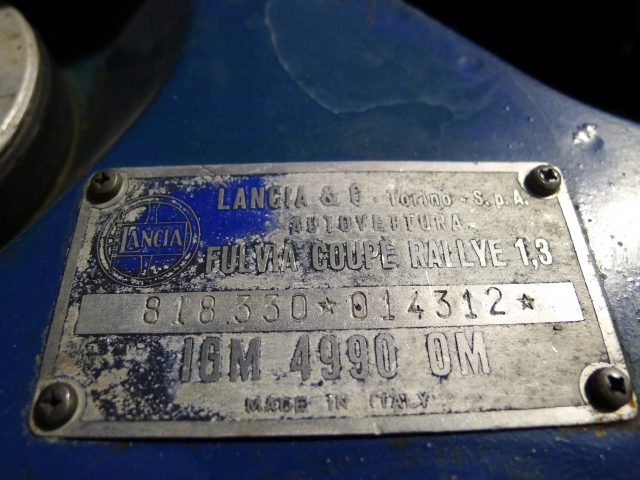 LANCIA & C - Torino - S.p.A.
AUTOVETTURA
LANCIA
FULVIA COUPÈ RALLYE 1,3
818.330*014312*
IGM 4990 OM
MADE IN ITALY